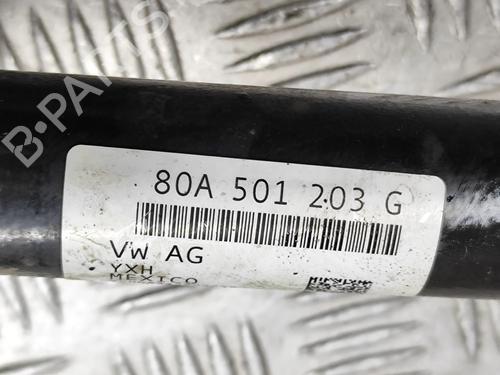 B-PARTS
80A 501 203 G
VW AG
YXH
MEXICO